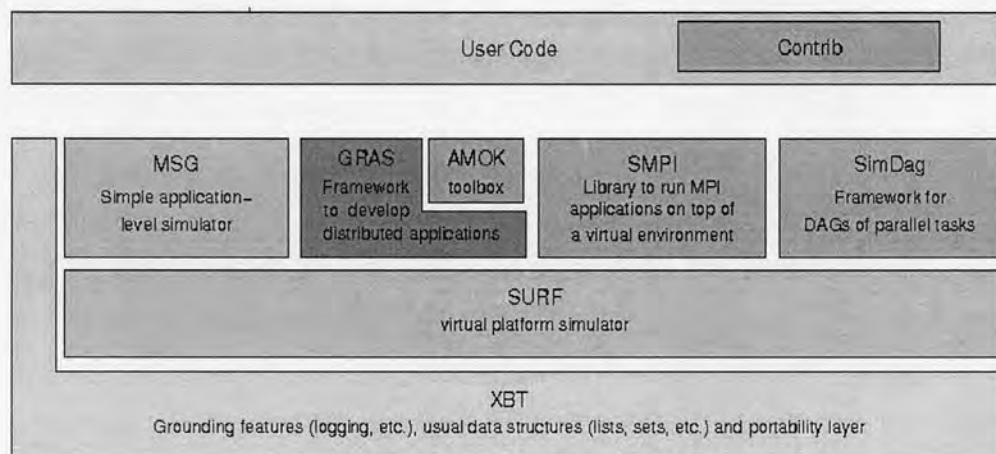 User Code
Contrib
MSG
Simple application-
level simulator
GRAS
Framework
to develop
distributed applications
AMOK
toolbox
SMPI
Library to run MPI
applications on top of
a virtual environment
SimDag
Framework for
DAGs of parallel tasks
SURF
virtual platform simulator
XBT
Grounding features (logging, etc.), usual data structures (lists, sets, etc.) and portability layer